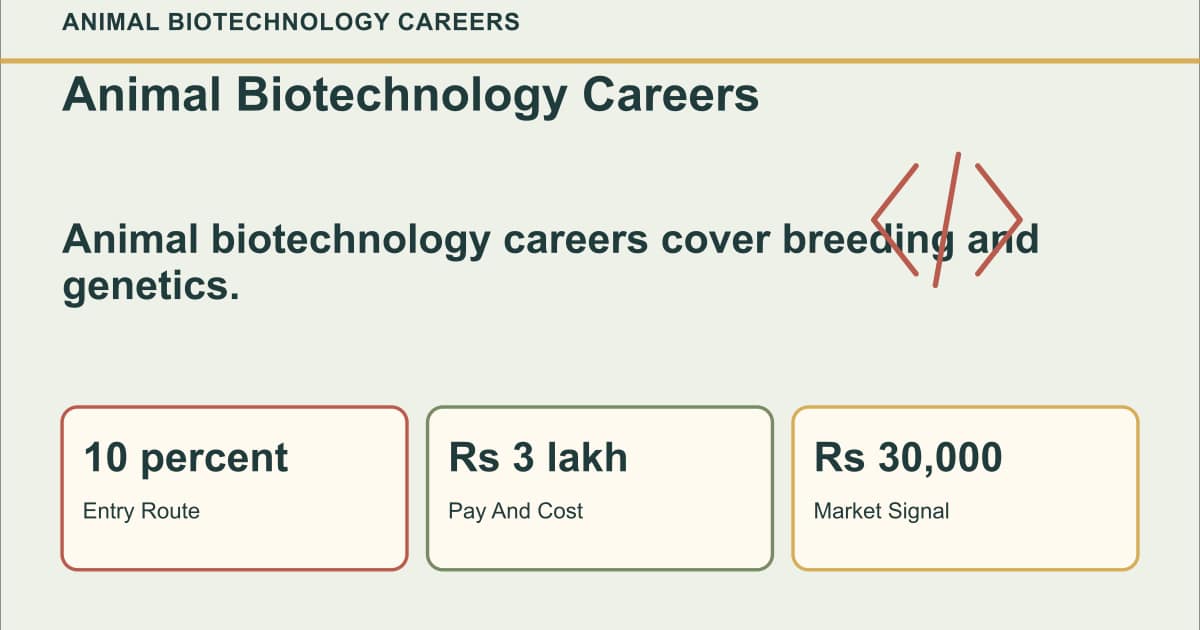 ANIMAL BIOTECHNOLOGY CAREERS
Animal Biotechnology Careers
Animal biotechnology careers cover breeding and
genetics.
10 percent
Entry Route
Rs 3 lakh
Pay And Cost
Rs 30,000
Market Signal